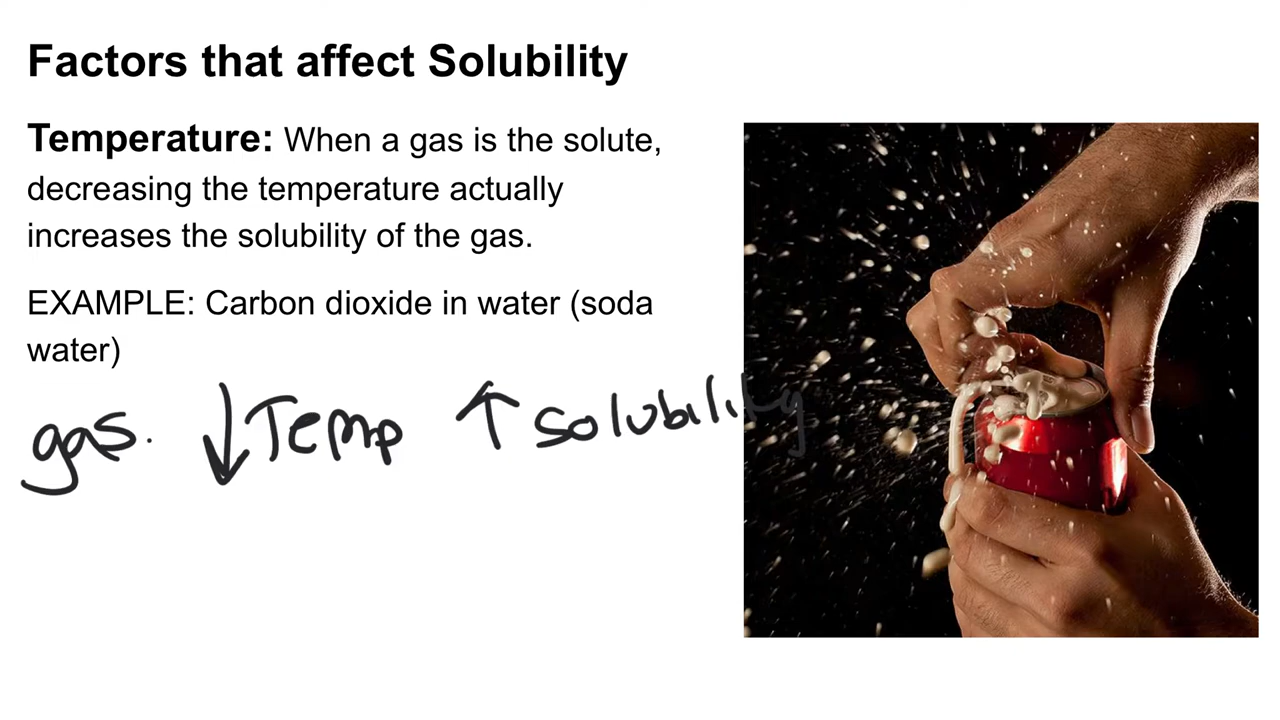 Factors that affect Solubility
Temperature: When a gas is the solute,
decreasing the temperature actually
increases the solubility of the gas.
EXAMPLE: Carbon dioxide in water (soda
water)
gas. ↓ Temp ↑ solubility